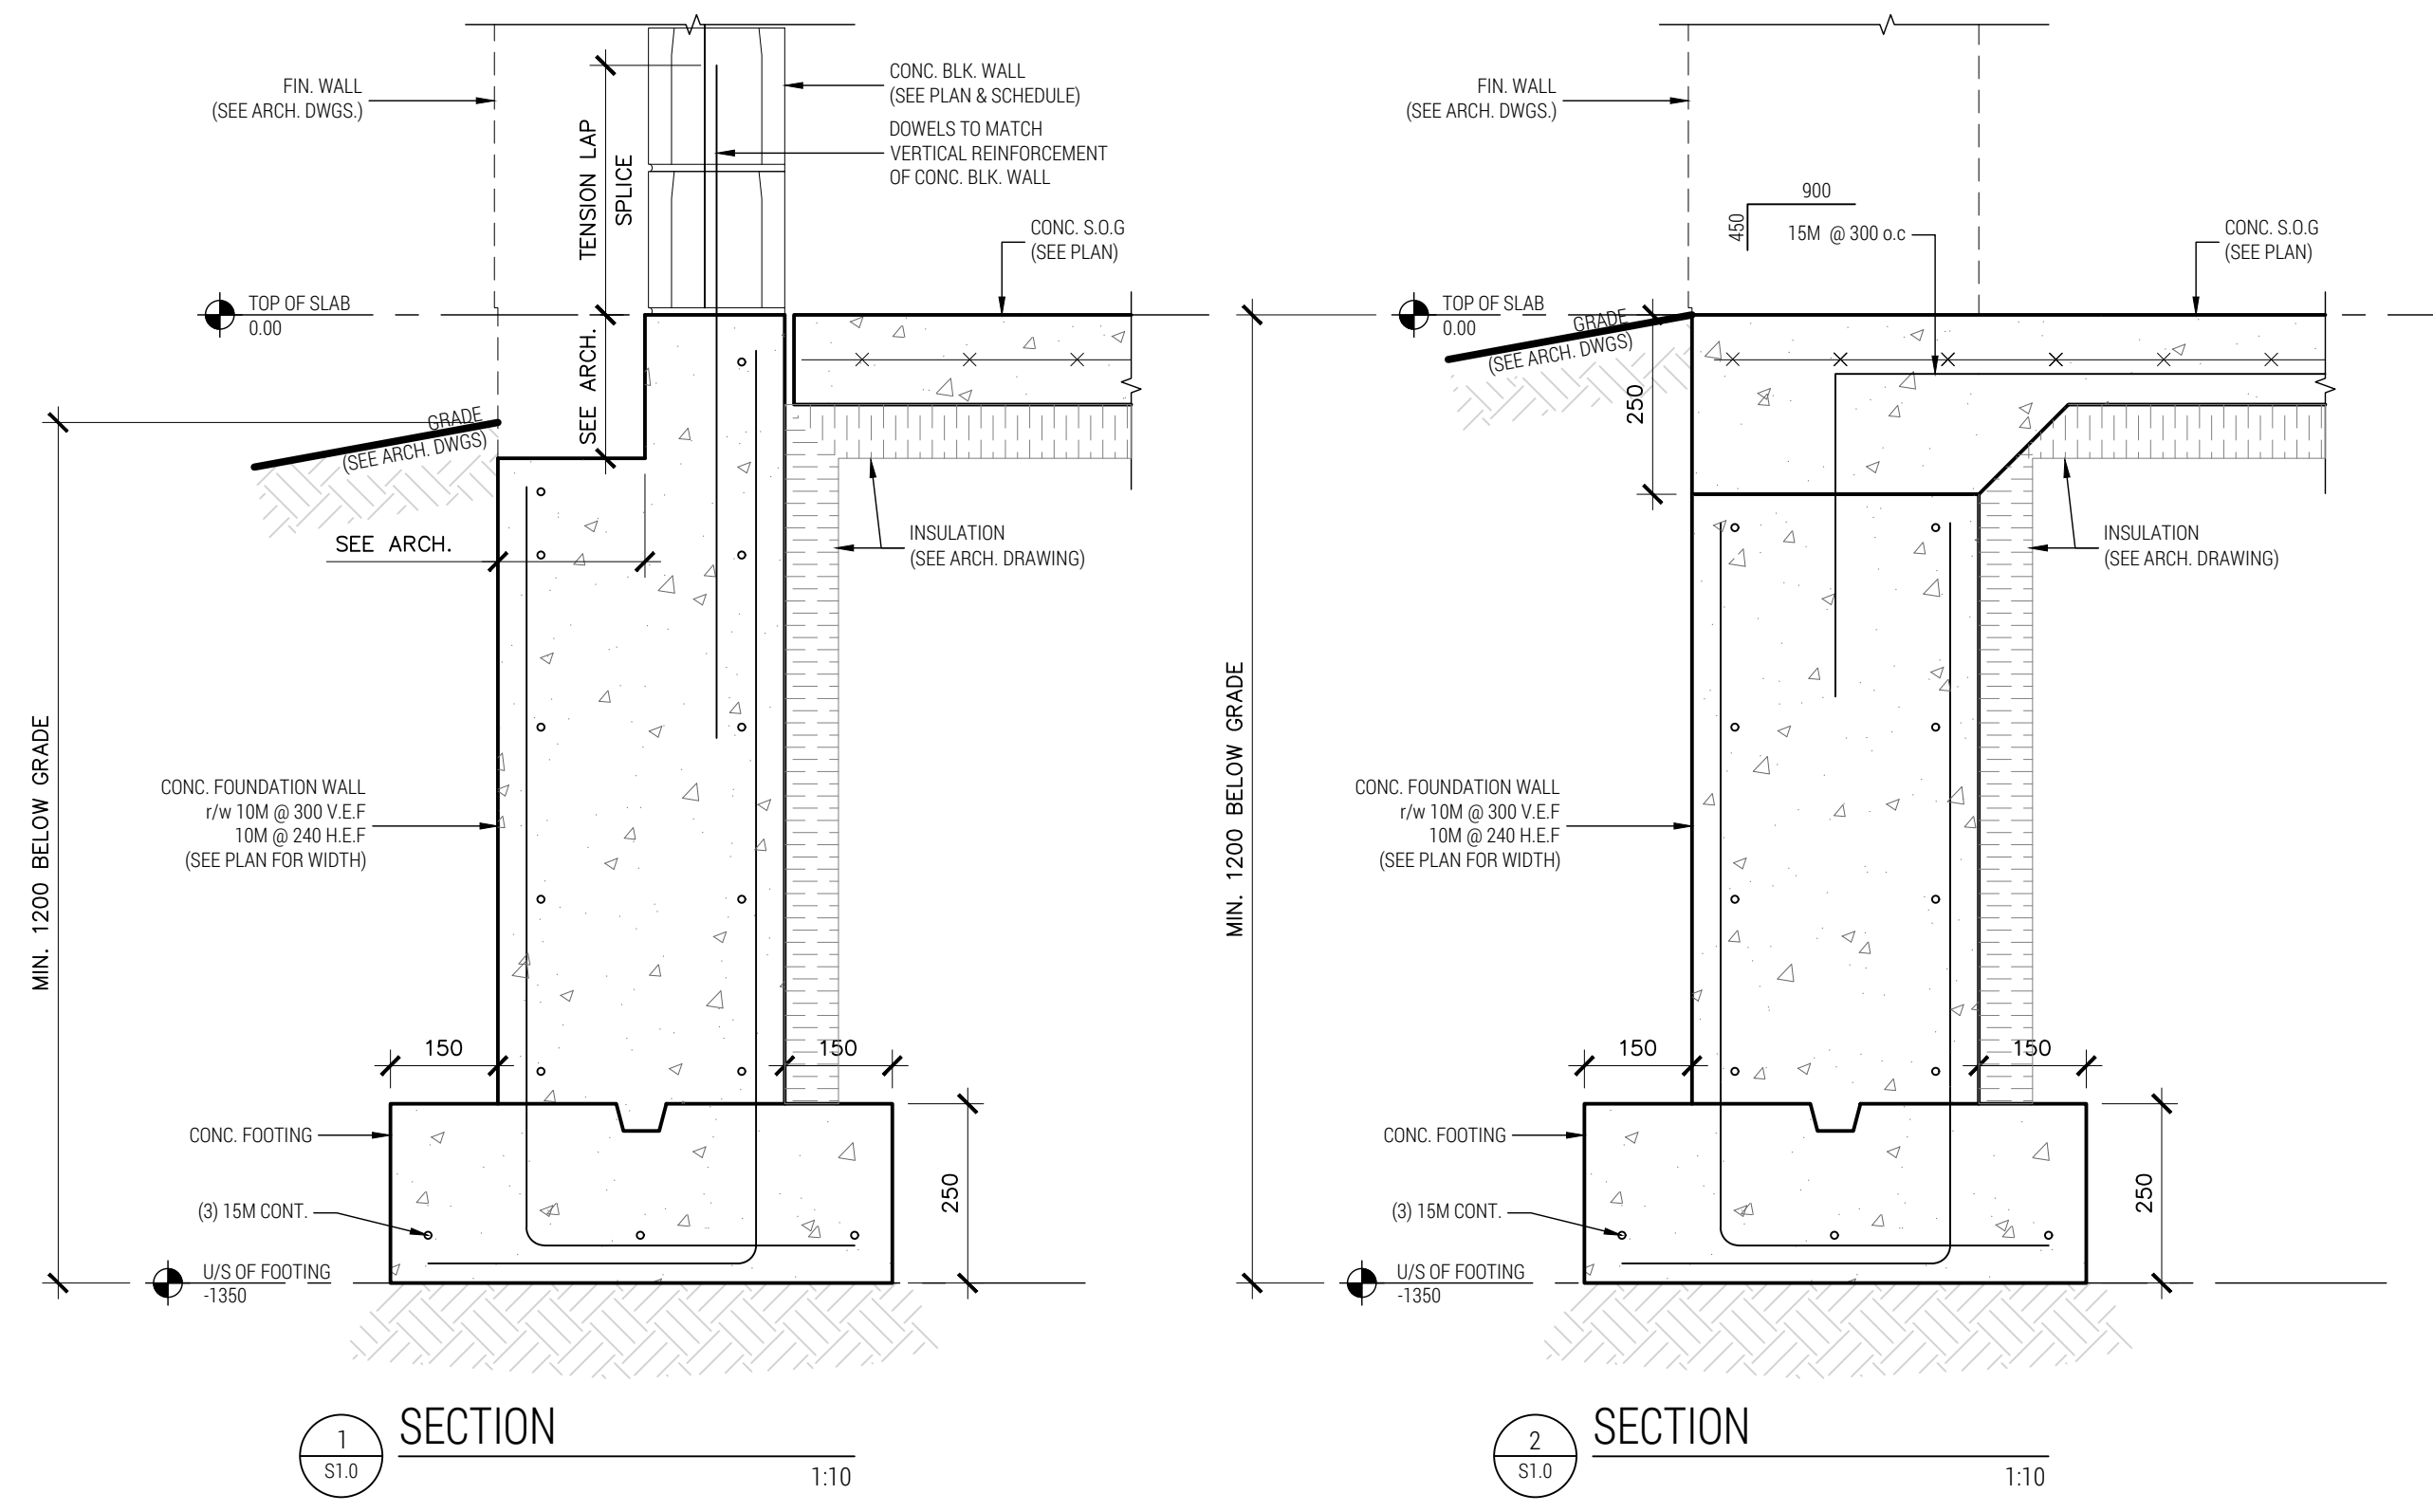 FIN. WALL
(SEE ARCH. DWGS.)
TENSION LAP
SPLICE
CONC. BLK. WALL
(SEE PLAN & SCHEDULE)
DOWELS TO MATCH
VERTICAL REINFORCEMENT
OF CONC. BLK. WALL
CONC. S.O.G
(SEE PLAN)
TOP OF SLAB
0.00
SEE ARCH.
GRADE
(SEE ARCH. DWGS)
SEE ARCH.
INSULATION
(SEE ARCH. DRAWING)
MIN. 1200 BELOW GRADE
CONC. FOUNDATION WALL
r/w 10M @ 300 V.E.F
10M @ 240 H.E.F
(SEE PLAN FOR WIDTH)
150
150
CONC. FOOTING
250
(3) 15M CONT.
U/S OF FOOTING
-1350
1
S1.0
SECTION
1:10
FIN. WALL
(SEE ARCH. DWGS.)
900
450
15M @ 300 o.c
CONC. S.O.G
(SEE PLAN)
TOP OF SLAB
0.00
GRADE
(SEE ARCH. DWGS)
250
INSULATION
(SEE ARCH. DRAWING)
MIN. 1200 BELOW GRADE
CONC. FOUNDATION WALL
r/w 10M @ 300 V.E.F
10M @ 240 H.E.F
(SEE PLAN FOR WIDTH)
150
150
CONC. FOOTING
250
(3) 15M CONT.
U/S OF FOOTING
-1350
2
S1.0
SECTION
1:10